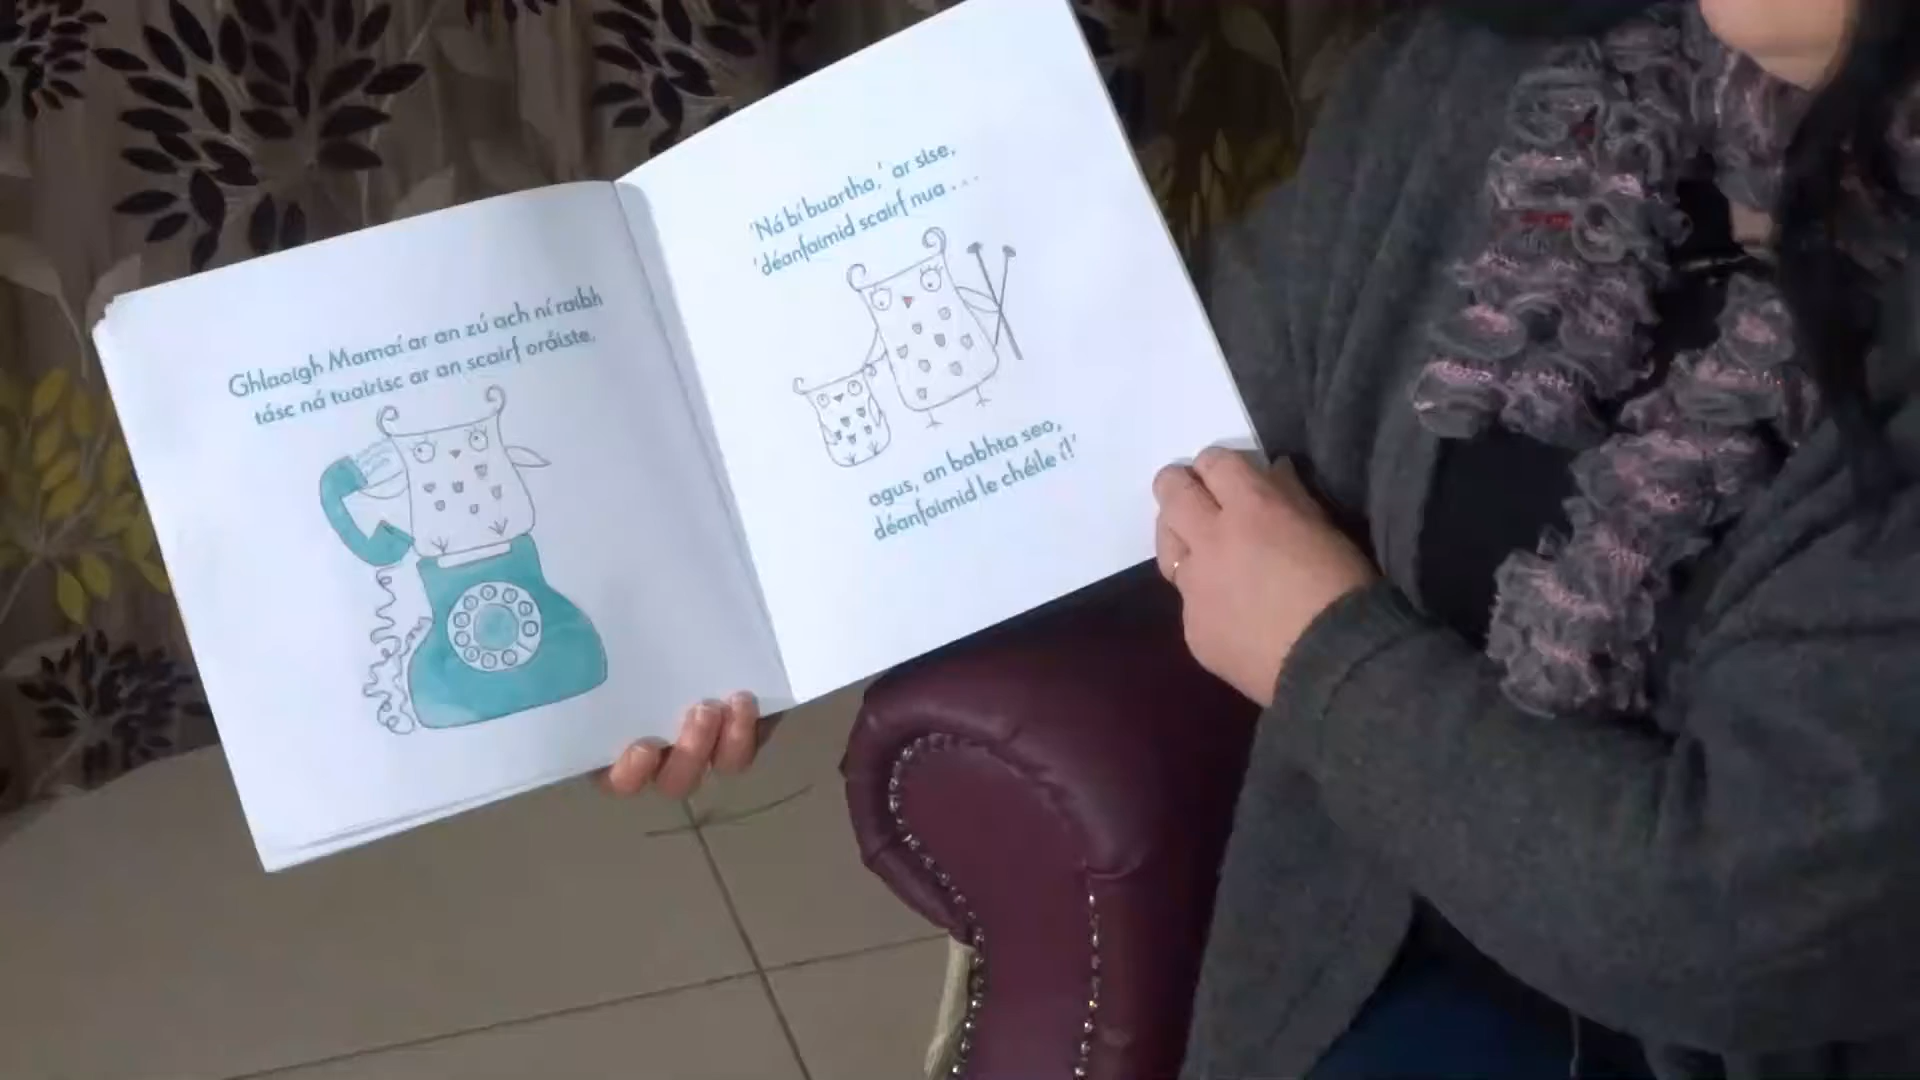 Ghlaoigh Mamaí ar an zú ach ní raibh
tásc ná tuairisc ar an scairf oráiste.
'Ná bí buartha,' ar sise,
'déanfaimid scairf nua . . .
agus, an babhta seo,
déanfaimid le chéile í!'